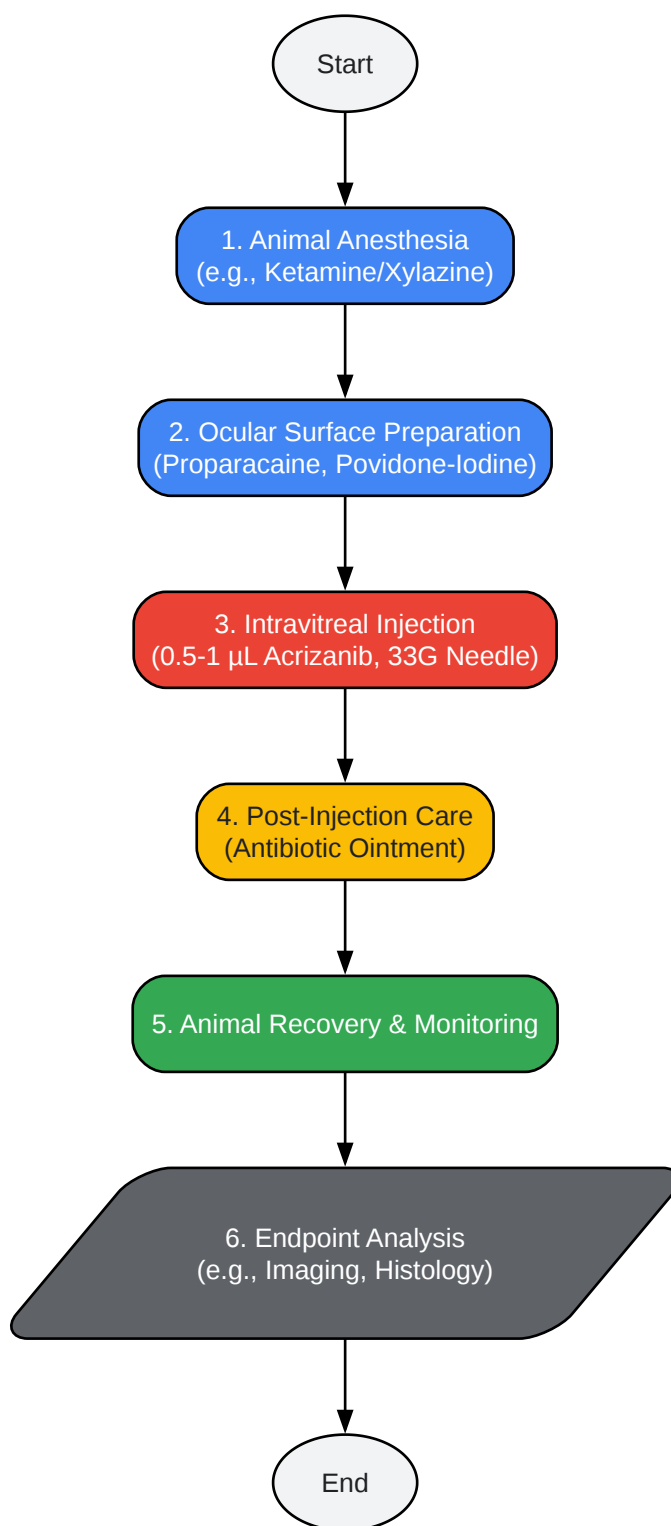 Start
1. Animal Anesthesia
(e.g., Ketamine/Xylazine)
2. Ocular Surface Preparation
(Proparacaine, Povidone-Iodine)
3. Intravitreal Injection
(0.5-1 µL Acrizanib, 33G Needle)
4. Post-Injection Care
(Antibiotic Ointment)
5. Animal Recovery & Monitoring
6. Endpoint Analysis
(e.g., Imaging, Histology)
End